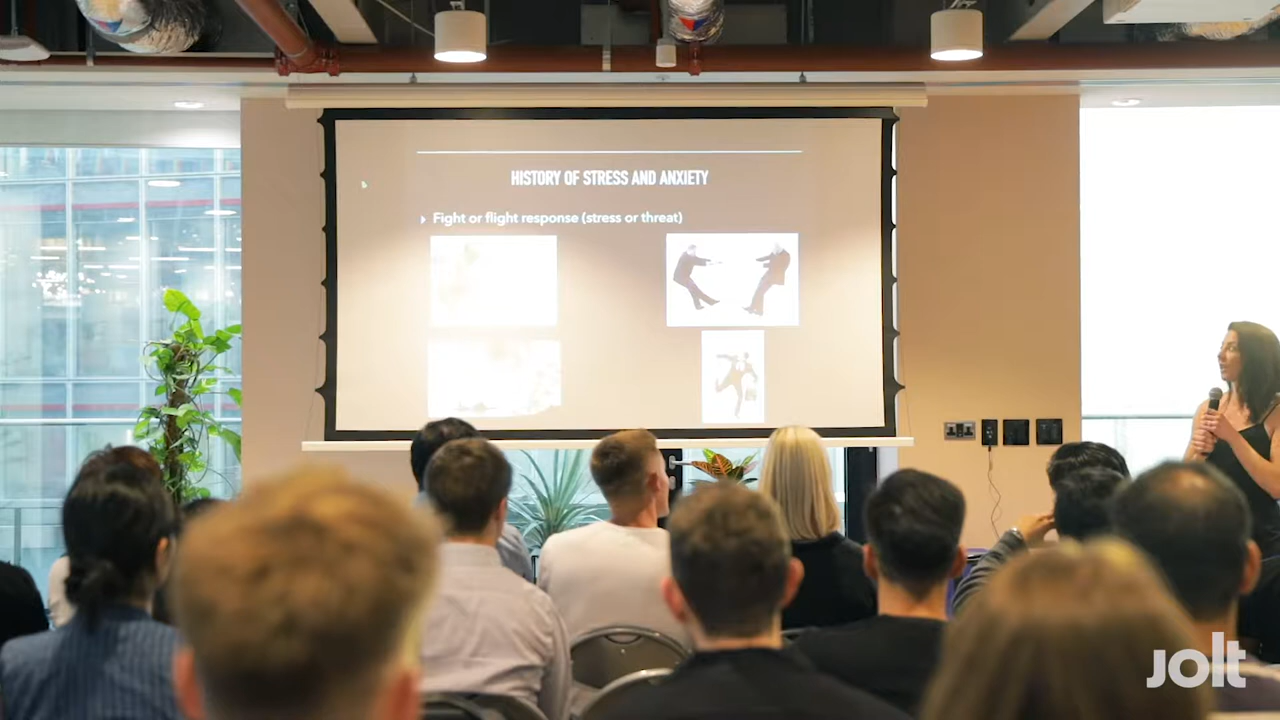 HISTORY OF STRESS AND ANXIETY
Fight or flight response (stress or threat)
jolt